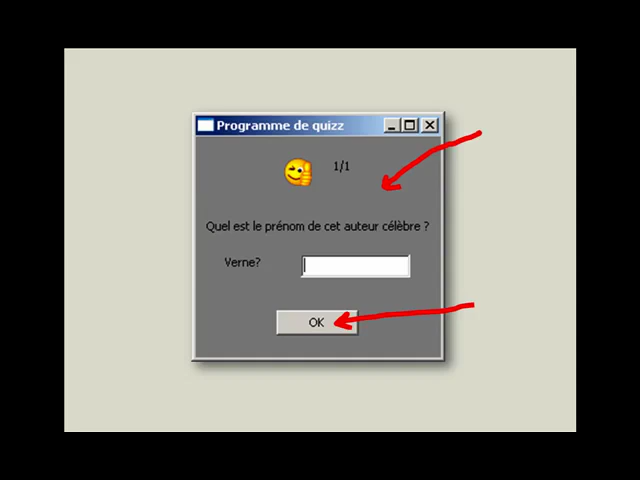 Programme de quizz
1/1
Quel est le prénom de cet auteur célèbre ?
Verne?
OK